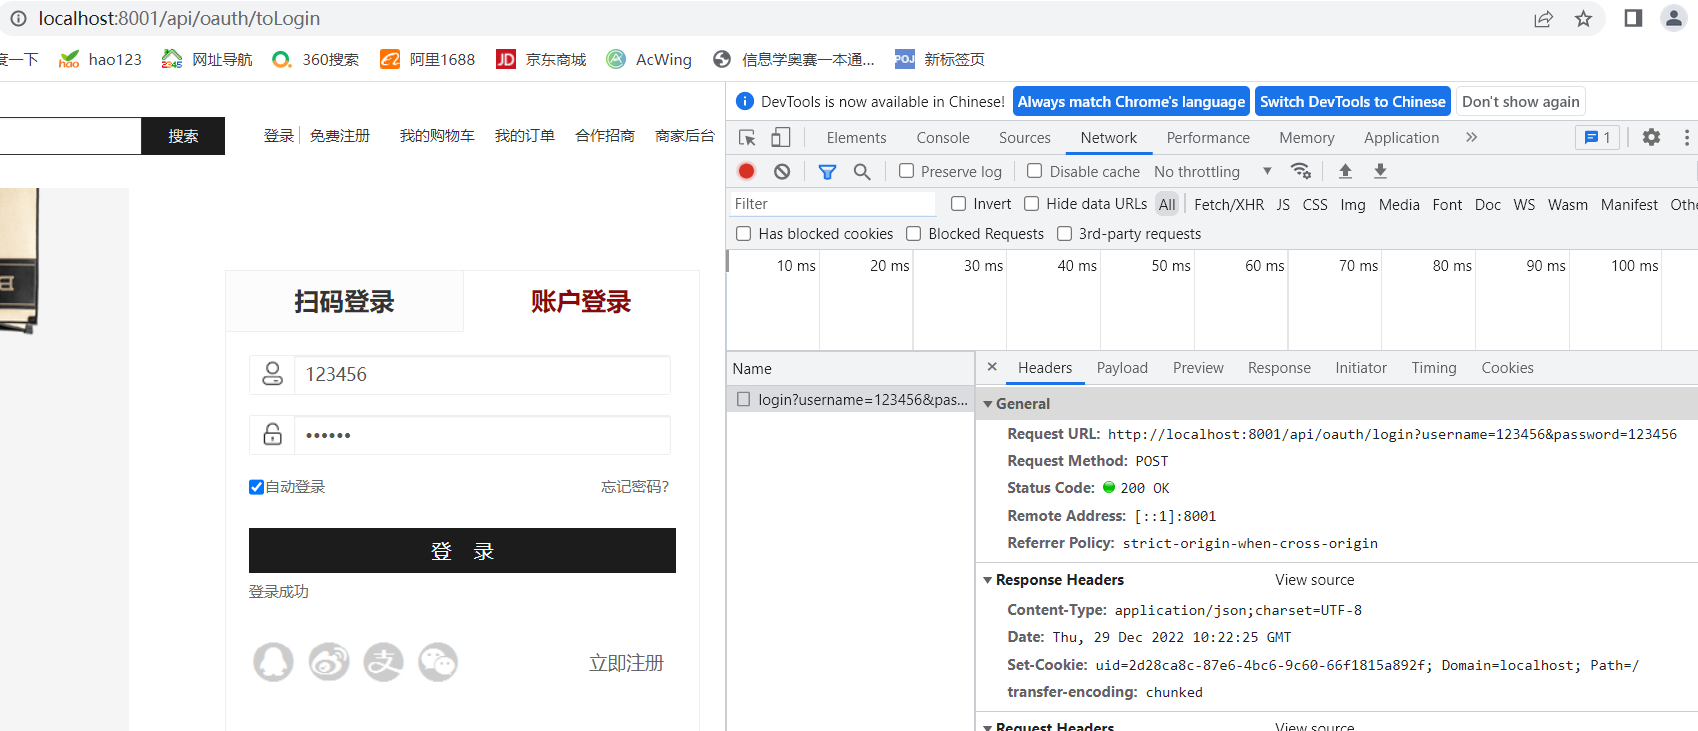 localhost:8001/api/oauth/toLogin
度一下 hao123 网址导航 360搜索 阿里1688 京东商城 AcWing 信息学奥赛一本通... 新标签页
搜索 登录 免费注册 我的购物车 我的订单 合作招商 商家后台
扫码登录 账户登录
123456
••••••
自动登录 忘记密码?
登 录
登录成功
立即注册
DevTools is now available in Chinese! Always match Chrome's language Switch DevTools to Chinese Don't show again
Elements Console Sources Network Performance Memory Application » 1
Preserve log Disable cache No throttling
Filter Invert Hide data URLs All Fetch/XHR JS CSS Img Media Font Doc WS Wasm Manifest Othe
Has blocked cookies Blocked Requests 3rd-party requests
10 ms 20 ms 30 ms 40 ms 50 ms 60 ms 70 ms 80 ms 90 ms 100 ms
Name
login?username=123456&pas...
× Headers Payload Preview Response Initiator Timing Cookies
General
Request URL: http://localhost:8001/api/oauth/login?username=123456&password=123456
Request Method: POST
Status Code: 200 OK
Remote Address: [::1]:8001
Referrer Policy: strict-origin-when-cross-origin
Response Headers View source
Content-Type: application/json;charset=UTF-8
Date: Thu, 29 Dec 2022 10:22:25 GMT
Set-Cookie: uid=2d28ca8c-87e6-4bc6-9c60-66f1815a892f; Domain=localhost; Path=/
transfer-encoding: chunked
Request Headers View source